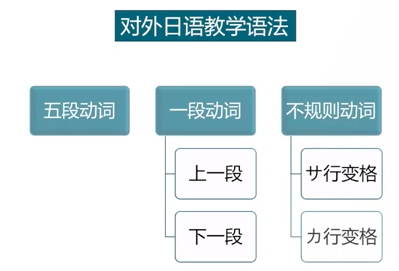 对外日语教学语法
五段动词
一段动词
不规则动词
上一段
サ行变格
下一段
カ行变格